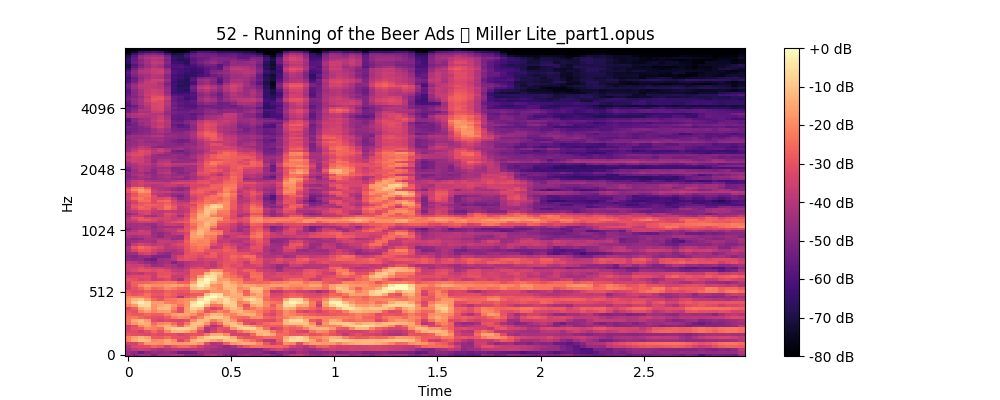 52 - Running of the Beer Ads ▯ Miller Lite_part1.opus
+0 dB
-10 dB
-20 dB
-30 dB
-40 dB
-50 dB
-60 dB
-70 dB
-80 dB
4096
2048
1024
512
0
Hz
0 0.5 1 1.5 2 2.5
Time